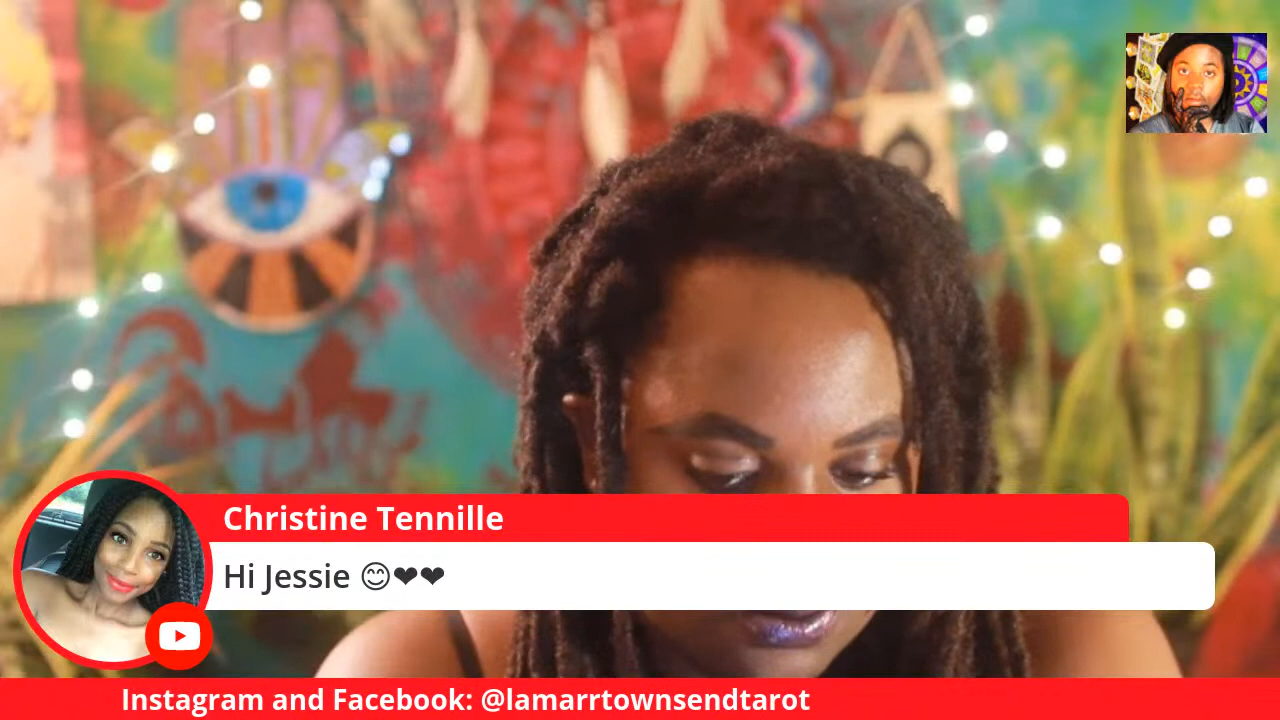 Christine Tennille
Hi Jessie 😊❤❤
Instagram and Facebook: @lamarrtownsendtarot